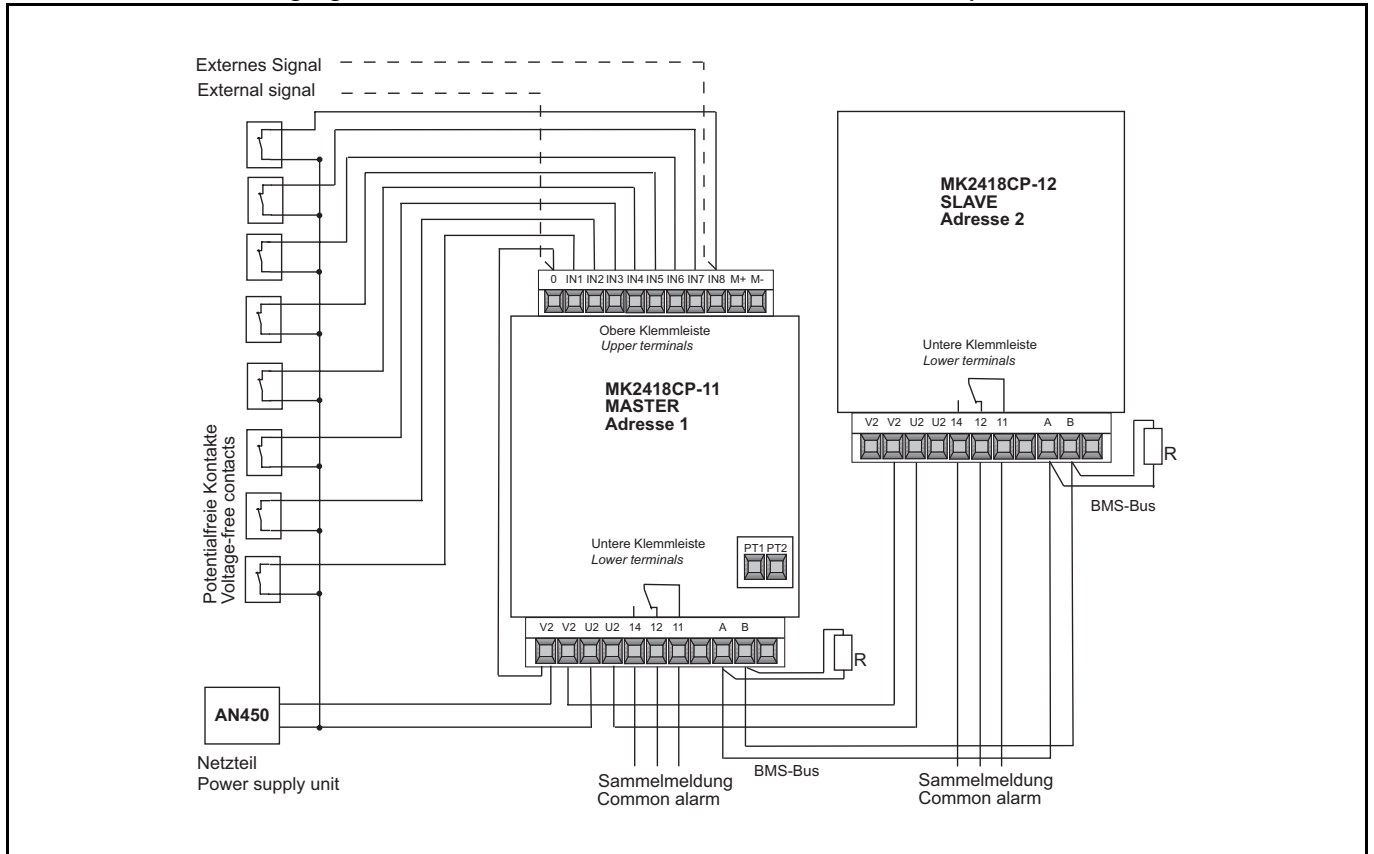 Externes Signal
External signal
MK2418CP-12
SLAVE
Adresse 2
0 IN1 IN2 IN3 IN4 IN5 IN6 IN7 IN8 M+ M-
Obere Klemmleiste
Upper terminals
MK2418CP-11
MASTER
Adresse 1
Untere Klemmleiste
Lower terminals
V2 V2 U2 U2 14 12 11 A B
R
BMS-Bus
Potentialfreie Kontakte
Voltage-free contacts
PT1 PT2
Untere Klemmleiste
Lower terminals
V2 V2 U2 U2 14 12 11 A B
R
AN450
Netzteil
Power supply unit
Sammelmeldung
Common alarm
BMS-Bus
Sammelmeldung
Common alarm